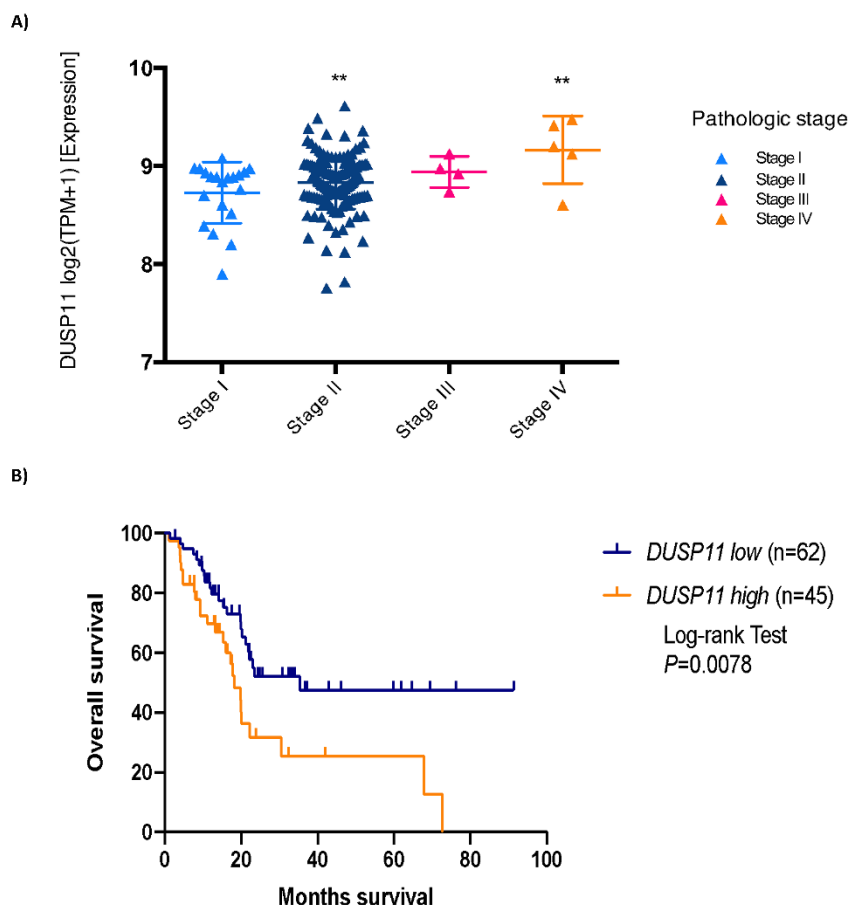 A)
DUSP11 log2(TPM+1) [Expression]
10
9
8
7
**
**
Stage I
Stage II
Stage III
Stage IV
Pathologic stage
Stage I
Stage II
Stage III
Stage IV
B)
Overall survival
100
80
60
40
20
0
0 20 40 60 80 100
Months survival
DUSP11 low (n=62)
DUSP11 high (n=45)
Log-rank Test
P=0.0078